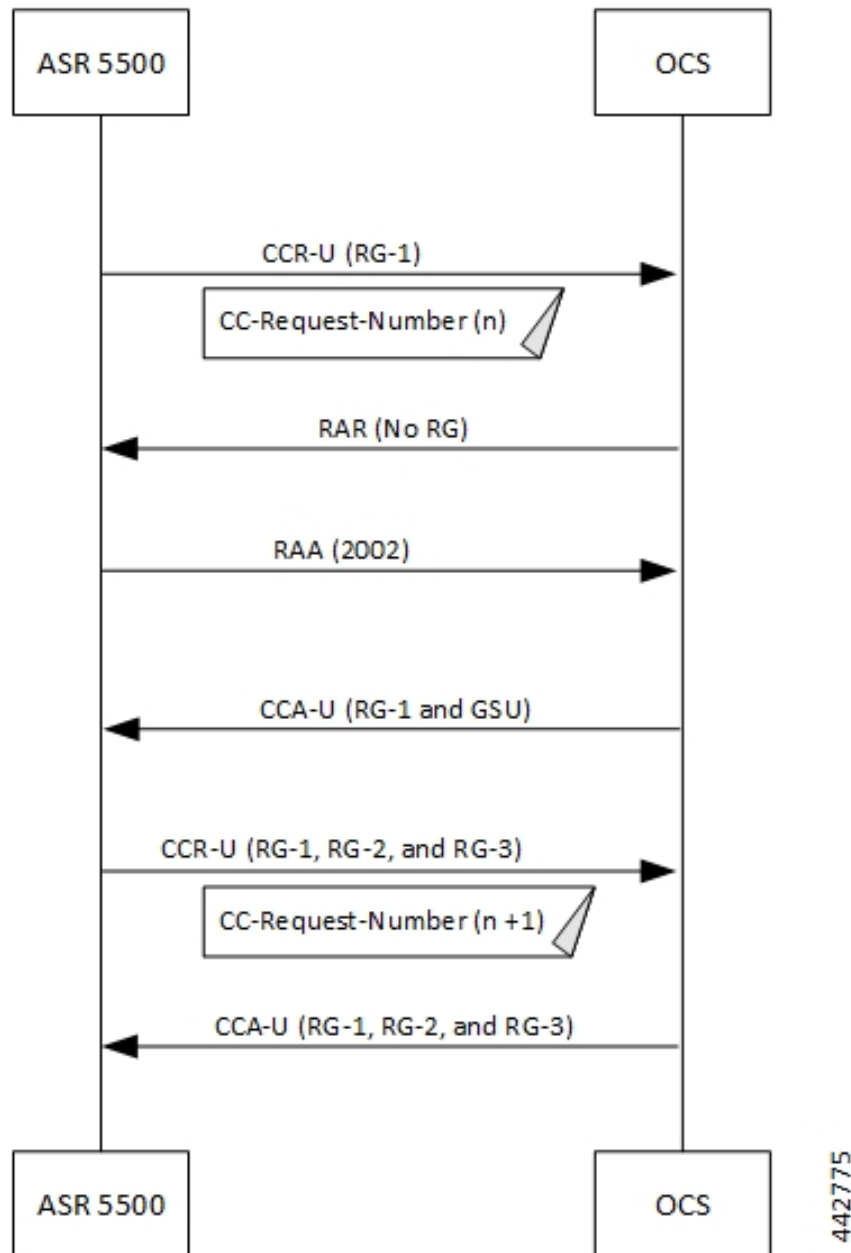 ASR 5500
OCS
CCR-U (RG-1)
CC-Request-Number (n)
RAR (No RG)
RAA (2002)
CCA-U (RG-1 and GSU)
CCR-U (RG-1, RG-2, and RG-3)
CC-Request-Number (n +1)
CCA-U (RG-1, RG-2, and RG-3)
ASR 5500
OCS
442775